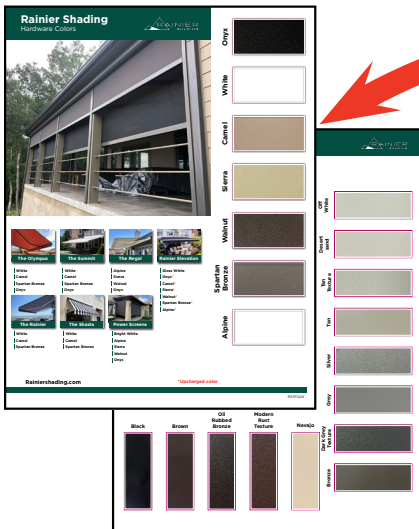 Rainier Shading
Hardware Colors
RAINIER
SHADING
Onyx
White
Camel
Sierra
Walnut
Spartan
Bronze
Alpine
The Olympus
White
Camel
Spartan Bronze
Onyx
The Summit
White
Camel
Spartan Bronze
Onyx
The Regal
Alpine
Sierra
Walnut
Onyx
Rainier Elevation
Gloss White
Onyx*
Camel*
Sierra*
Walnut*
Spartan Bronze*
Alpine*
The Rainier
White
Camel
Spartan Bronze
The Shasta
White
Camel
Spartan Bronze
Power Screens
Bright White
Alpine
Sierra
Walnut
Onyx
Rainiershading.com
*Upcharged color
RAINIER
SHADING
Off
White
Desert
Sand
Tan
Texture
Tan
Silver
Grey
Dark Grey
Texture
Bronze
Black
Brown
Oil
Rubbed
Bronze
Modern
Rust
Texture
Navajo